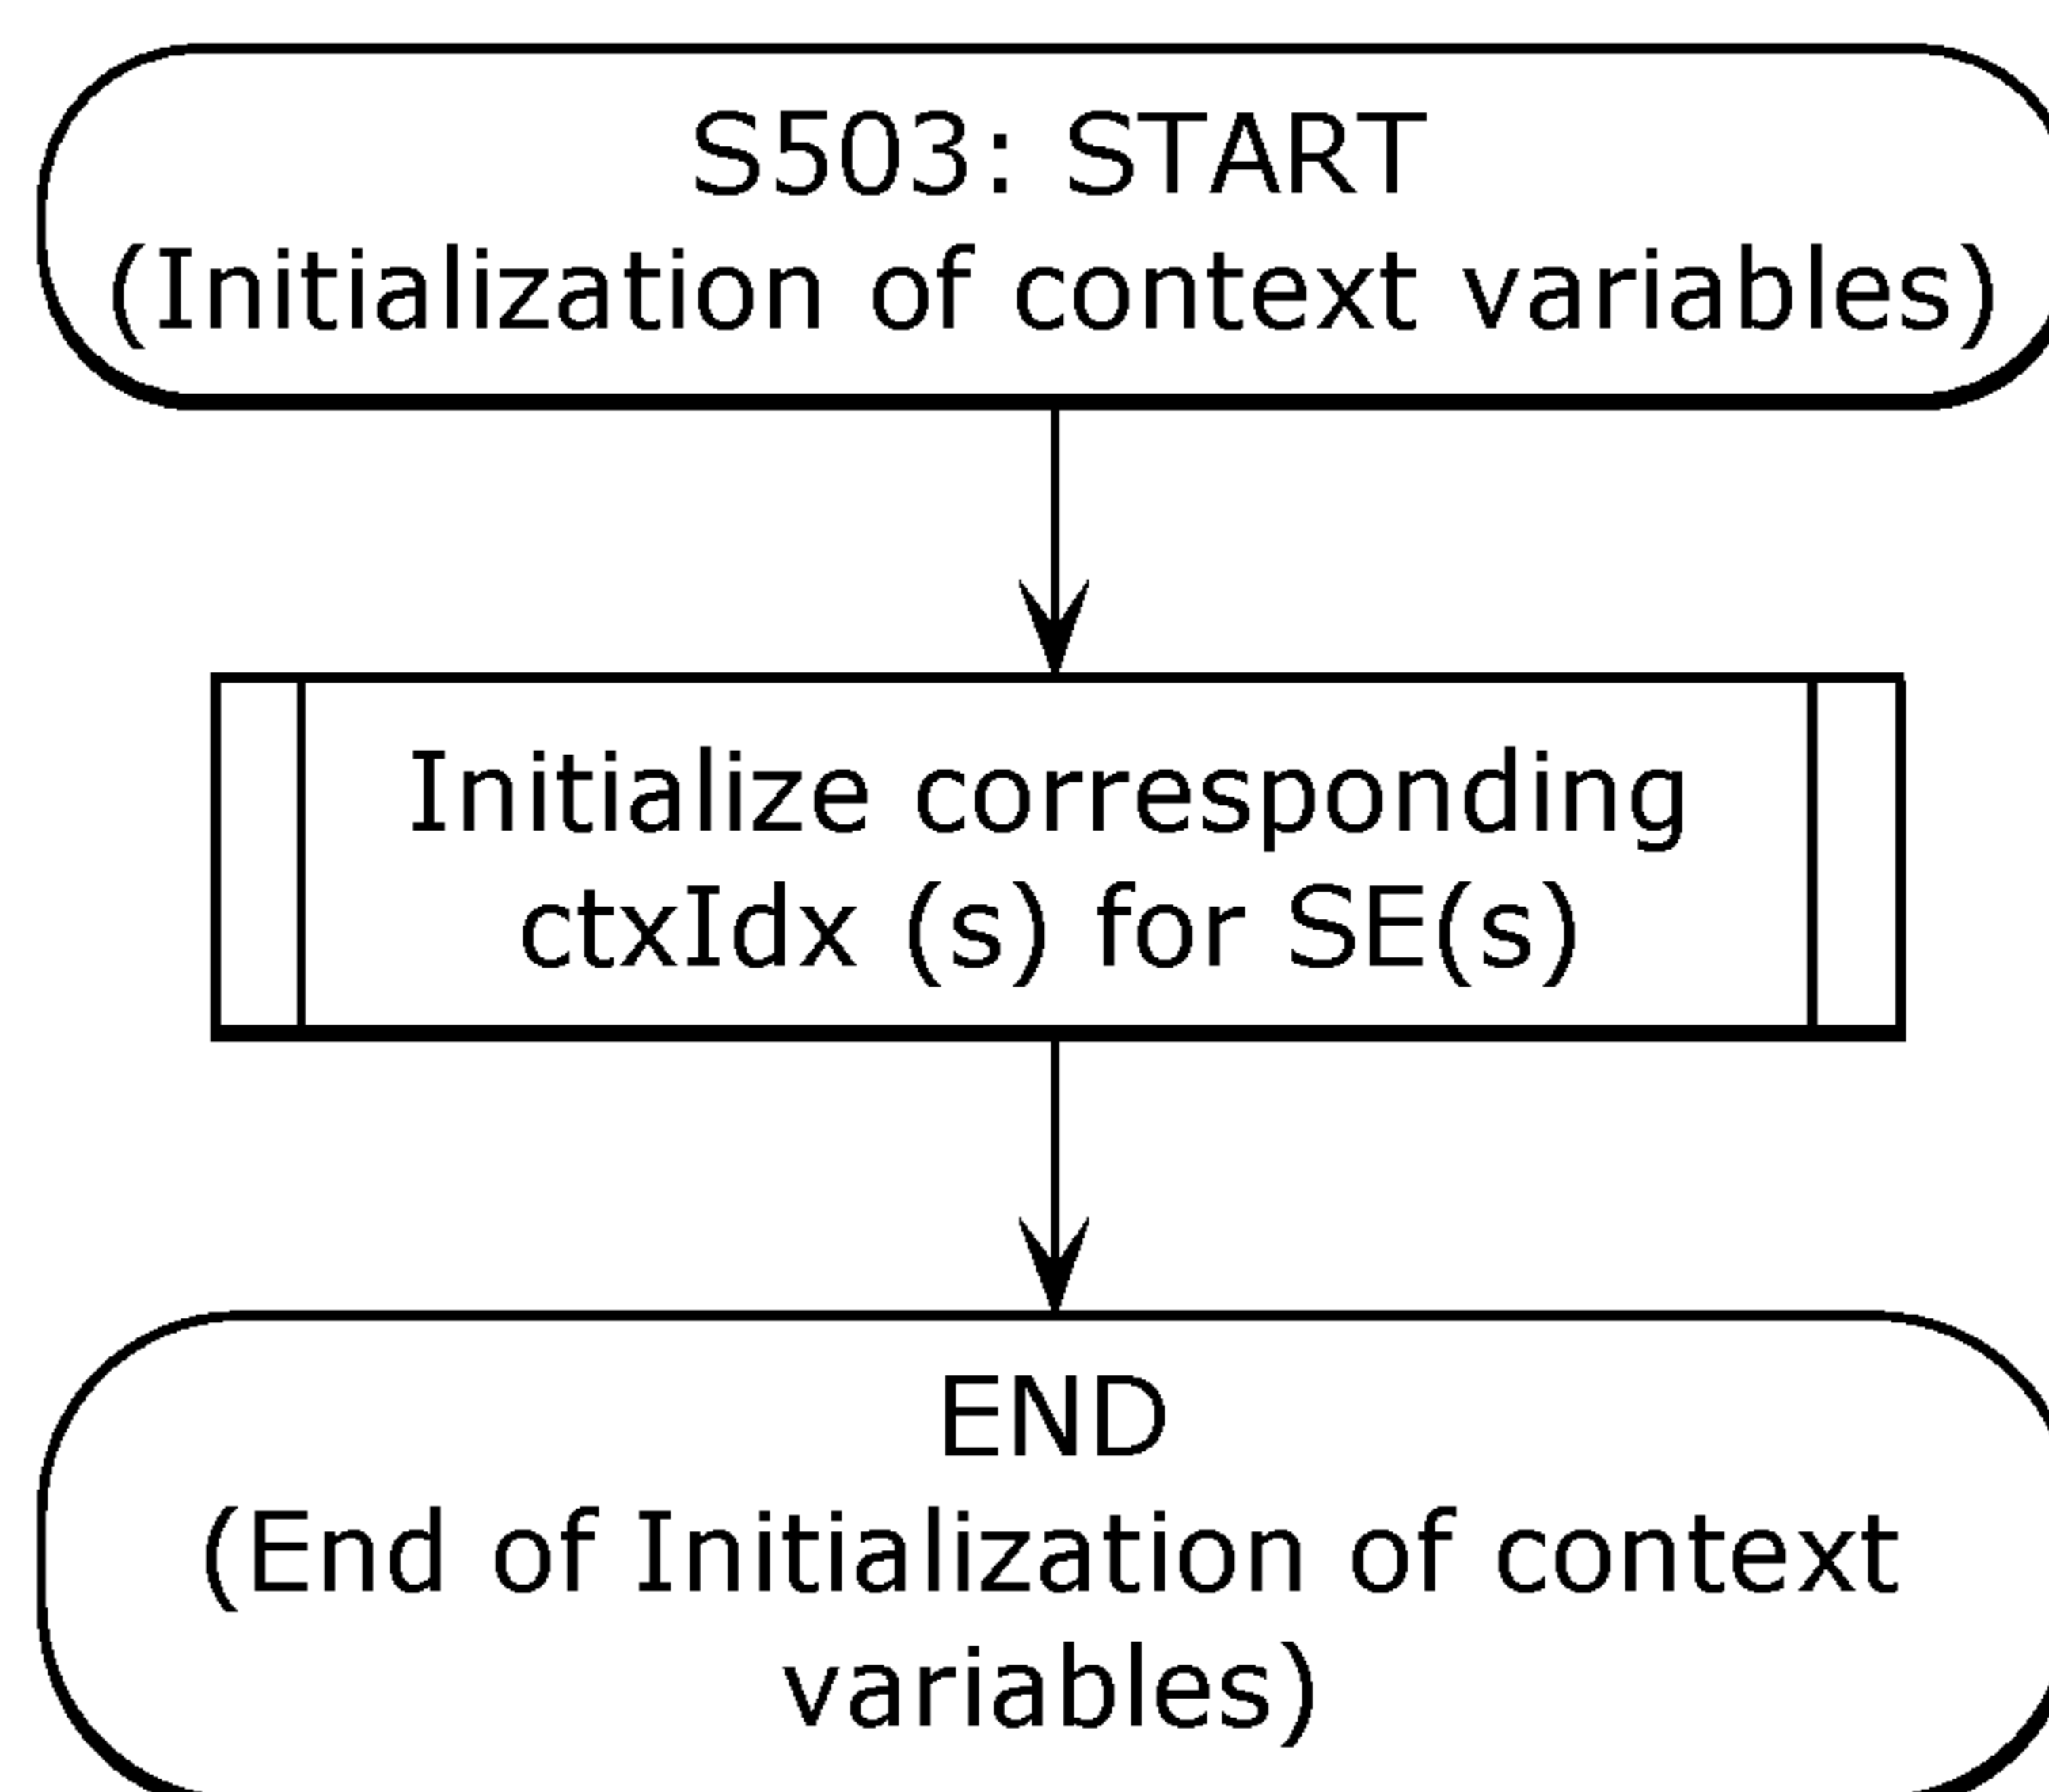 S503: START
(Initialization of context variables)
Initialize corresponding
ctxIdx (s) for SE(s)
END
(End of Initialization of context
variables)